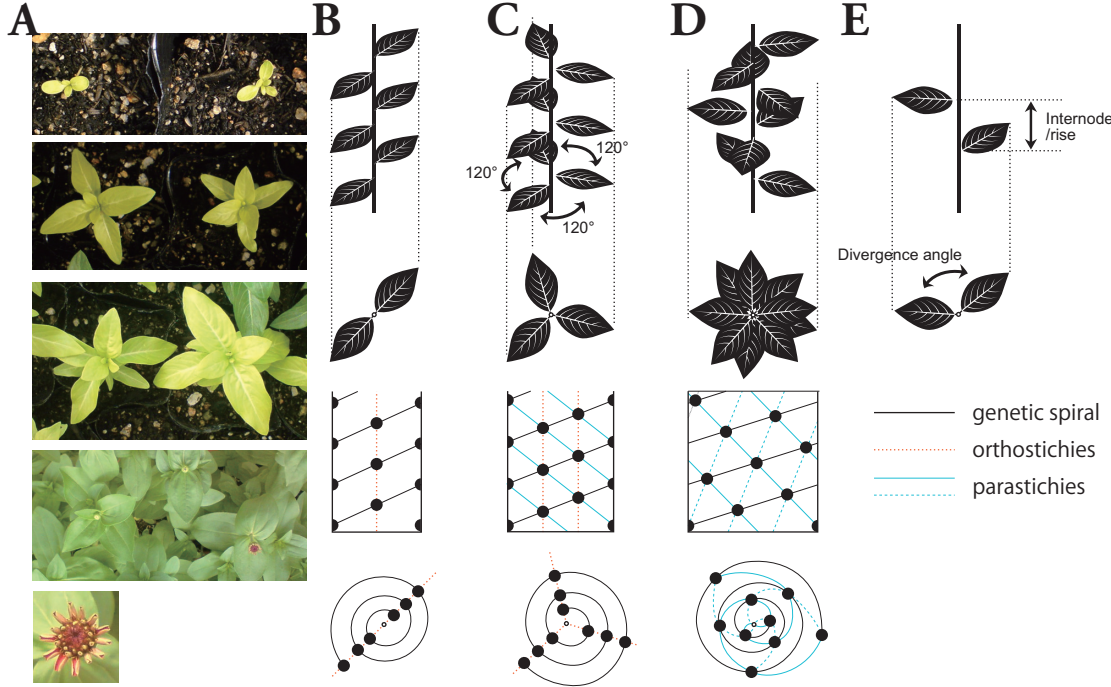 A
B
C
D
E
Internode
/rise
120°
120°
120°
Divergence angle
genetic spiral
orthostichies
parastichies